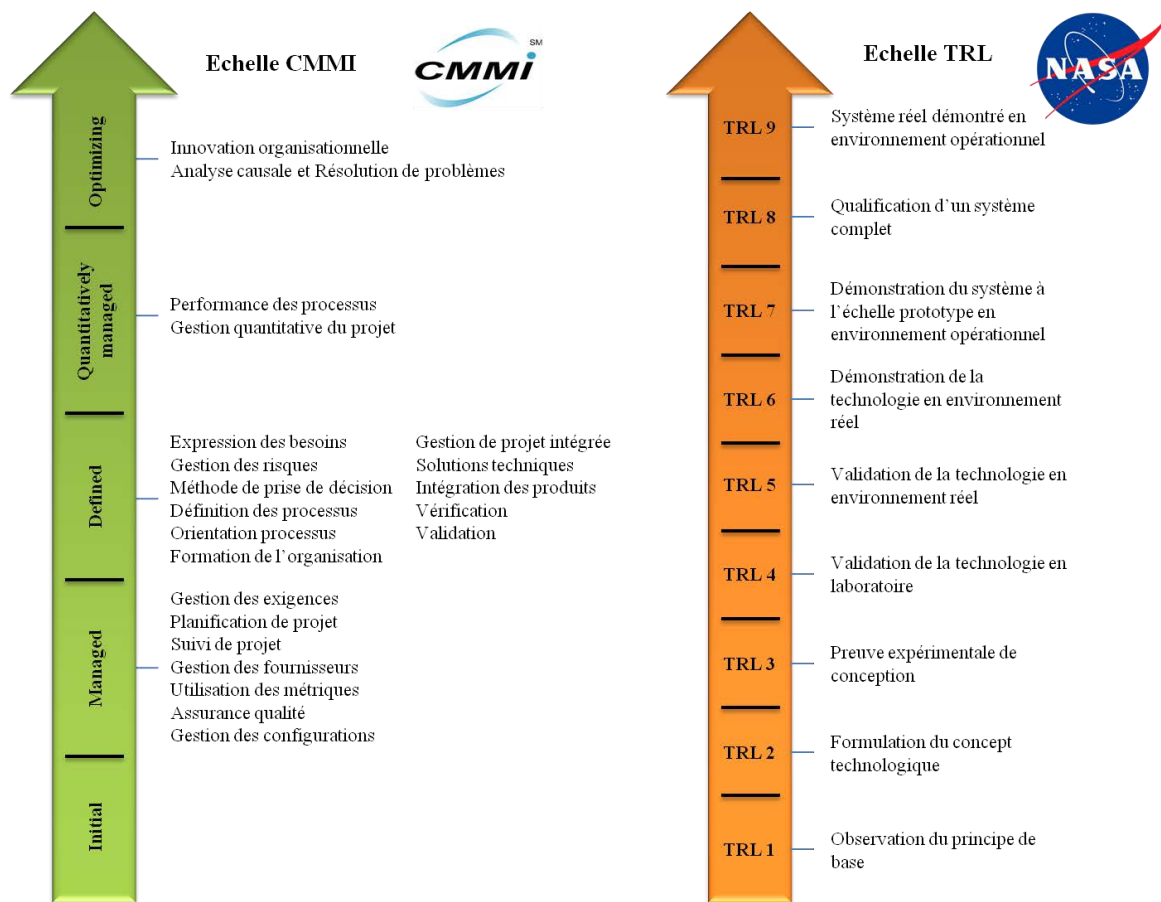 Echelle CMMI
CMMi
SM
Optimizing
Innovation organisationnelle
Analyse causale et Résolution de problèmes
Quantitatively
managed
Performance des processus
Gestion quantitative du projet
Defined
Expression des besoins
Gestion des risques
Méthode de prise de décision
Définition des processus
Orientation processus
Formation de l'organisation
Gestion de projet intégrée
Solutions techniques
Intégration des produits
Vérification
Validation
Managed
Gestion des exigences
Planification de projet
Suivi de projet
Gestion des fournisseurs
Utilisation des métriques
Assurance qualité
Gestion des configurations
Initial
Echelle TRL
NASA
TRL 9
Système réel démontré en
environnement opérationnel
TRL 8
Qualification d'un système
complet
TRL 7
Démonstration du système à
l'échelle prototype en
environnement opérationnel
TRL 6
Démonstration de la
technologie en environnement
réel
TRL 5
Validation de la technologie en
environnement réel
TRL 4
Validation de la technologie en
laboratoire
TRL 3
Preuve expérimentale de
conception
TRL 2
Formulation du concept
technologique
TRL 1
Observation du principe de
base